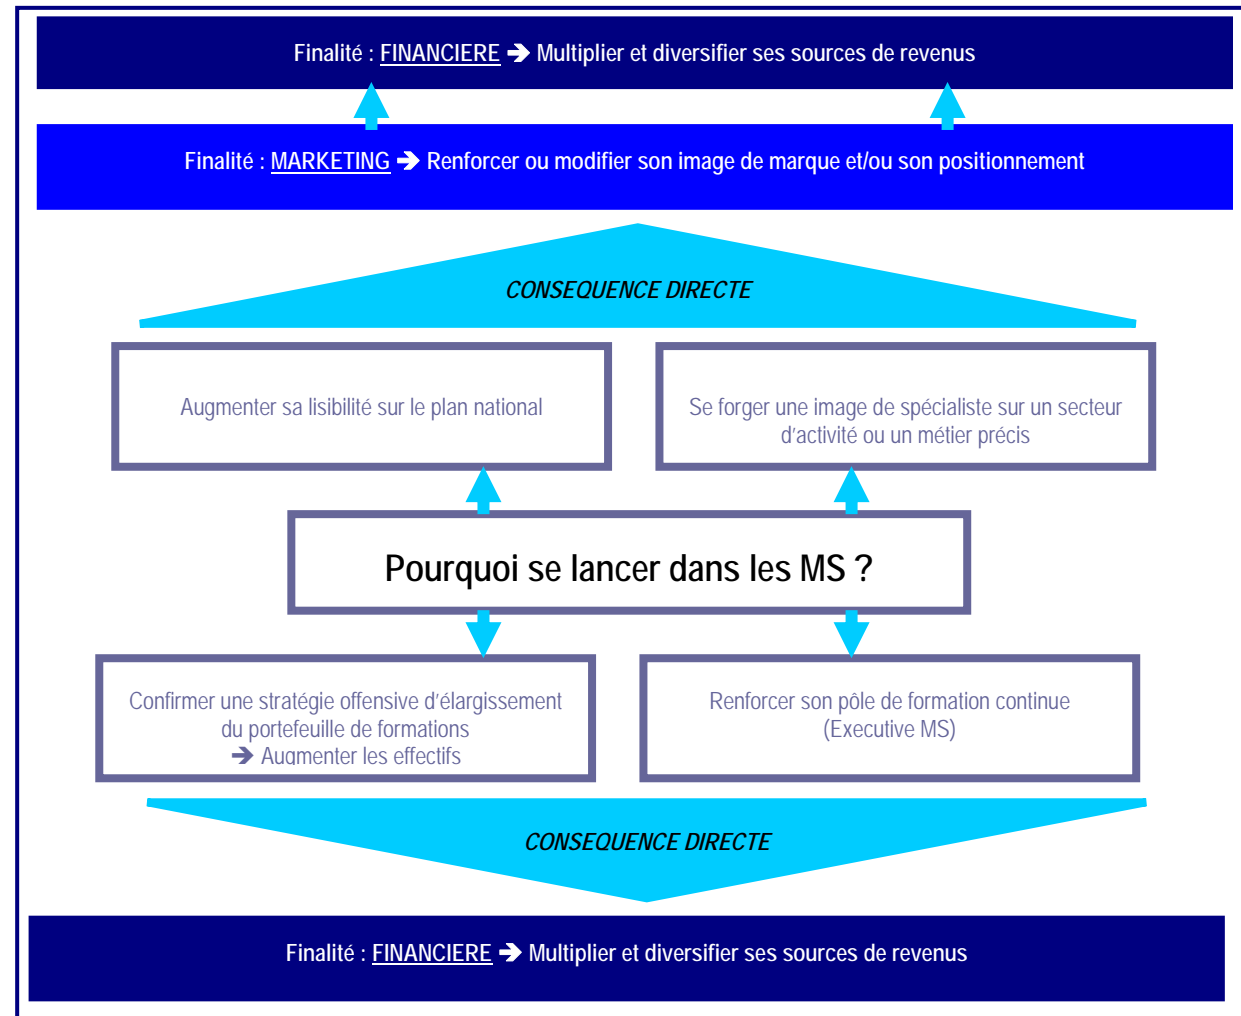 Finalité : FINANCIERE ➔ Multiplier et diversifier ses sources de revenus
Finalité : MARKETING ➔ Renforcer ou modifier son image de marque et/ou son positionnement
CONSEQUENCE DIRECTE
Augmenter sa lisibilité sur le plan national
Se forger une image de spécialiste sur un secteur
d'activité ou un métier précis
Pourquoi se lancer dans les MS ?
Confirmer une stratégie offensive d'élargissement
du portefeuille de formations
➔ Augmenter les effectifs
Renforcer son pôle de formation continue
(Executive MS)
CONSEQUENCE DIRECTE
Finalité : FINANCIERE ➔ Multiplier et diversifier ses sources de revenus